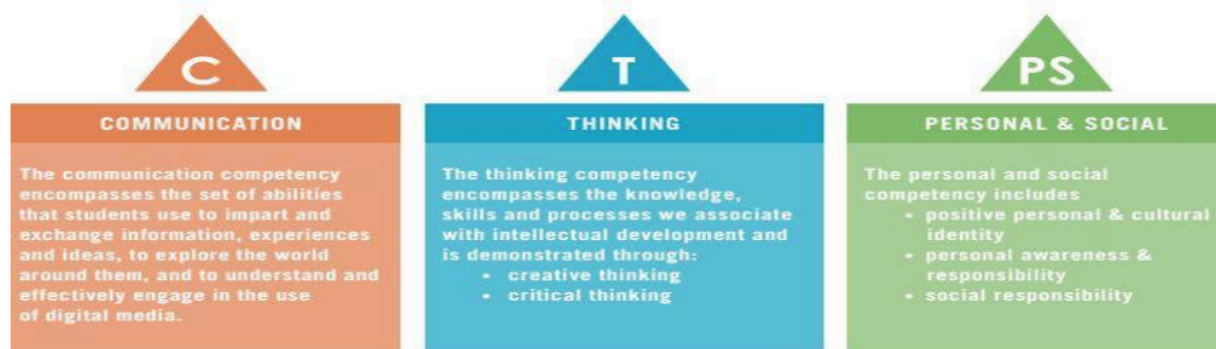 C
COMMUNICATION
The communication competency
encompasses the set of abilities
that students use to impart and
exchange information, experiences
and ideas, to explore the world
around them, and to understand and
effectively engage in the use
of digital media.
T
THINKING
The thinking competency
encompasses the knowledge,
skills and processes we associate
with intellectual development and
is demonstrated through:
• creative thinking
• critical thinking
PS
PERSONAL & SOCIAL
The personal and social
competency includes
• positive personal & cultural
identity
• personal awareness &
responsibility
• social responsibility